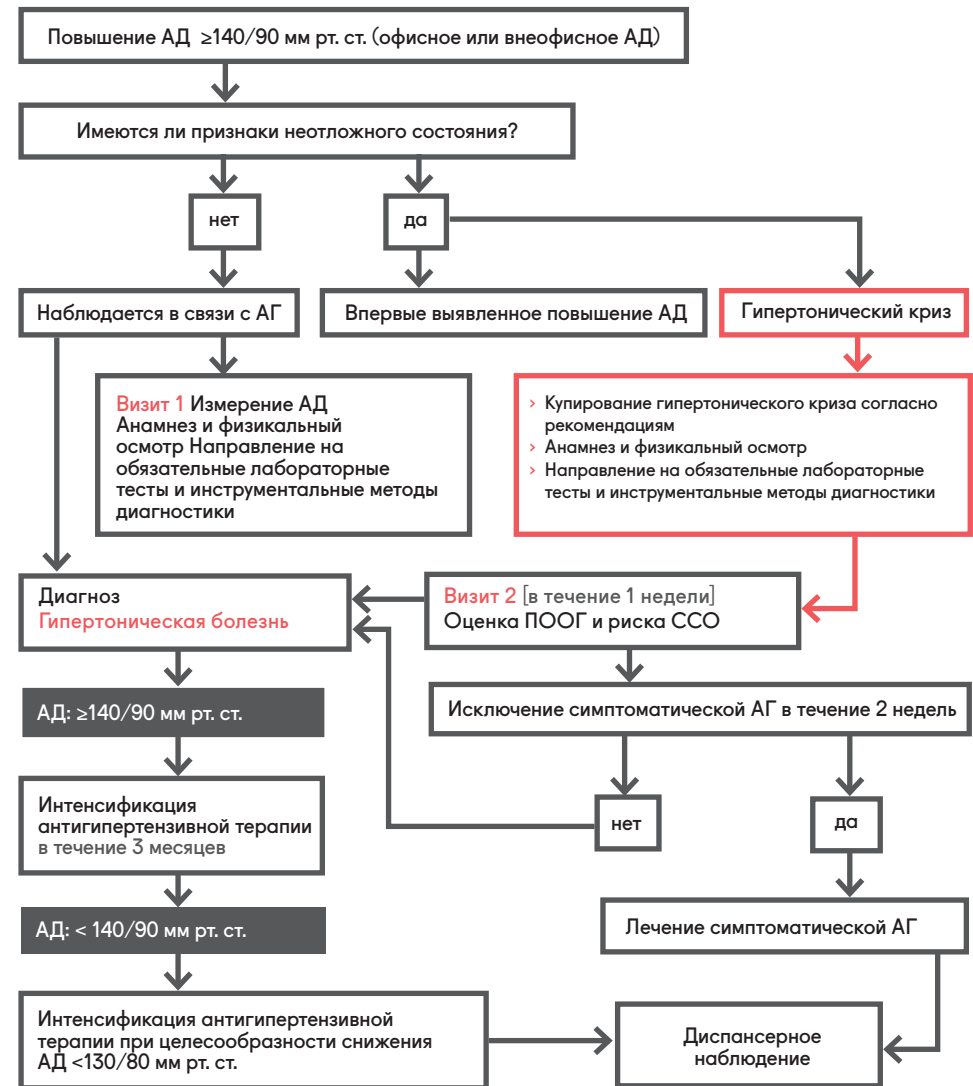 Повышение АД ≥140/90 мм рт. ст. (офисное или внеофисное АД)
Имеются ли признаки неотложного состояния?
нет
да
Наблюдается в связи с АГ
Впервые выявленное повышение АД
Гипертонический криз
Визит 1 Измерение АД
Анамнез и физикальный
осмотр Направление на
обязательные лабораторные
тесты и инструментальные методы
диагностики
› Купирование гипертонического криза согласно
рекомендациям
› Анамнез и физикальный осмотр
› Направление на обязательные лабораторные
тесты и инструментальные методы диагностики
Диагноз
Гипертоническая болезнь
Визит 2 [в течение 1 недели]
Оценка ПООГ и риска ССО
АД: ≥140/90 мм рт. ст.
Исключение симптоматической АГ в течение 2 недель
Интенсификация
антигипертензивной терапии
в течение 3 месяцев
нет
да
АД: < 140/90 мм рт. ст.
Лечение симптоматической АГ
Интенсификация антигипертензивной
терапии при целесообразности снижения
АД <130/80 мм рт. ст.
Диспансерное
наблюдение